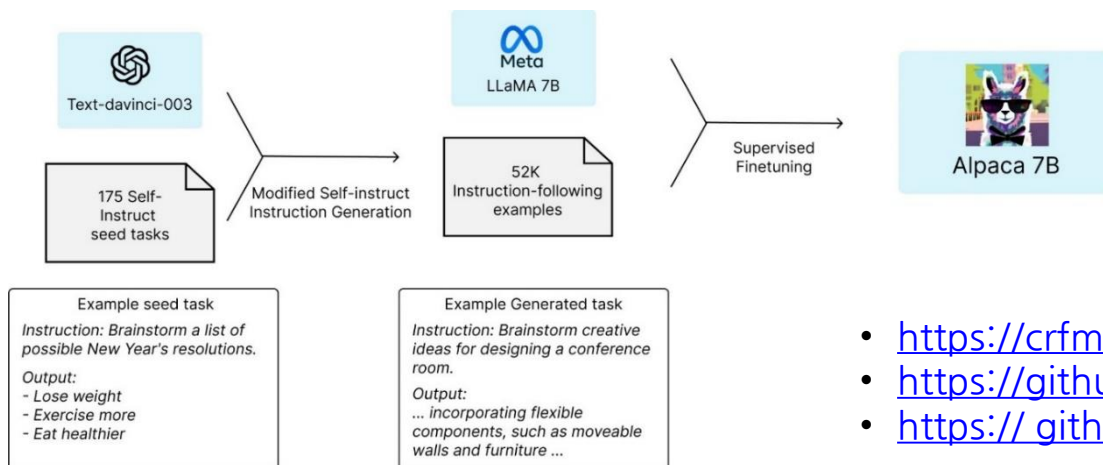 Text-davinci-003
175 Self-
Instruct
seed tasks
Modified Self-instruct
Instruction Generation
Meta
LLaMA 7B
52K
Instruction-following
examples
Supervised
Finetuning
Alpaca 7B
Example seed task
Instruction: Brainstorm a list of
possible New Year's resolutions.
Output:
- Lose weight
- Exercise more
- Eat healthier
Example Generated task
Instruction: Brainstorm creative
ideas for designing a conference
room.
Output:
... incorporating flexible
components, such as moveable
walls and furniture ...
• https://crfm
• https://githu
• https:// gith